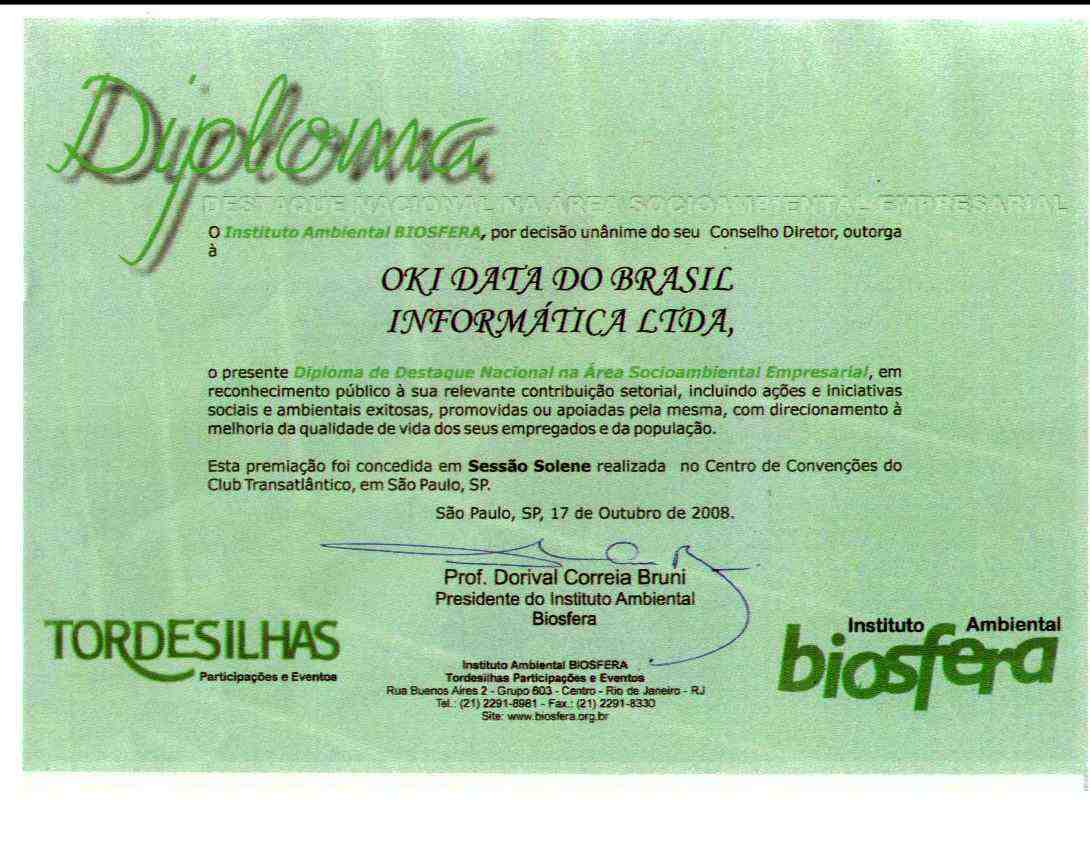 Diploma
DESTAQUE NACIONAL NA ÁREA SOCIOAMBIENTAL EMPRESARIAL
O Instituto Ambiental BIOSFERA, por decisão unânime do seu Conselho Diretor, outorga
à
OKI DATA DO BRASIL
INFORMÁTICA LTDA,
o presente Diploma de Destaque Nacional na Área Socioambiental Empresarial, em
reconhecimento público à sua relevante contribuição setorial, incluindo ações e iniciativas
sociais e ambientais exitosas, promovidas ou apoiadas pela mesma, com direcionamento à
melhoria da qualidade de vida dos seus empregados e da população.
Esta premiação foi concedida em Sessão Solene realizada no Centro de Convenções do
Club Transatlântico, em São Paulo, SP.
São Paulo, SP, 17 de Outubro de 2008.
Prof. Dorival Correia Bruni
Presidente do Instituto Ambiental
Biosfera
TORDESILHAS
Participações e Eventos
Instituto Ambiental
biosfera
Instituto Ambiental BIOSFERA
Tordesilhas Participações e Eventos
Rua Buenos Aires 2 - Grupo 603 - Centro - Rio de Janeiro - RJ
Tel.: (21) 2291-8981 - Fax.: (21) 2291-8330
Site: www.biosfera.org.br